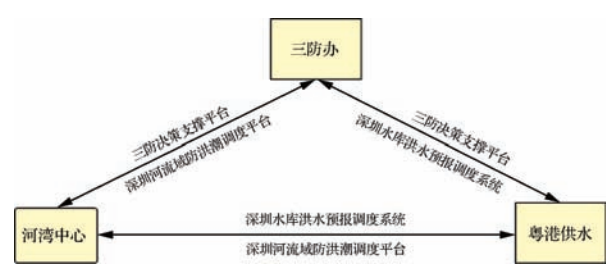 三防办
三防决策支撑平台
深圳河流域防洪潮调度平台
三防决策支撑平台
深圳水库洪水预报调度系统
河湾中心
深圳水库洪水预报调度系统
深圳河流域防洪潮调度平台
粤港供水